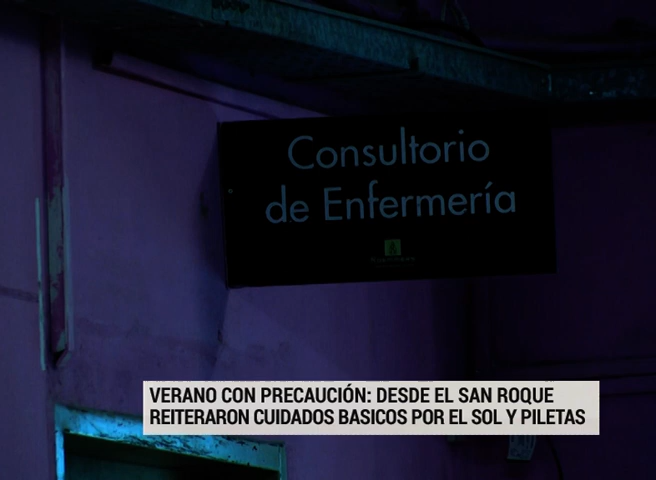 Consultorio
de Enfermería
VERANO CON PRECAUCIÓN: DESDE EL SAN ROQUE
REITERARON CUIDADOS BASICOS POR EL SOL Y PILETAS